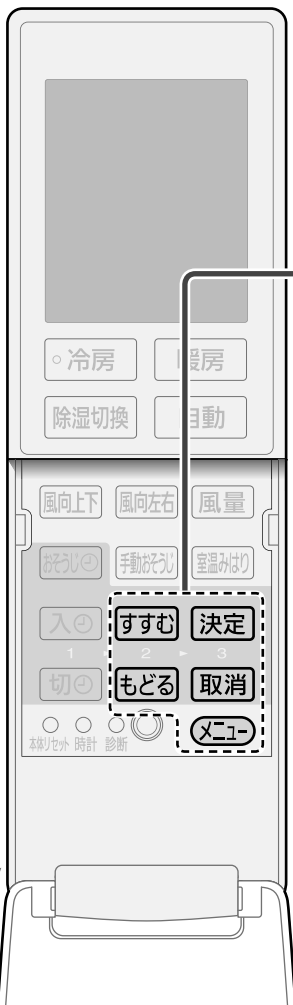 冷房 暖房
除湿切換 自動
風向上下 風向左右 風量
おそうじ 手動おそうじ 室温みはり
入 すすむ 決定
1 2 3
切 もどる 取消
メニュー
本体リセット 時計 診断